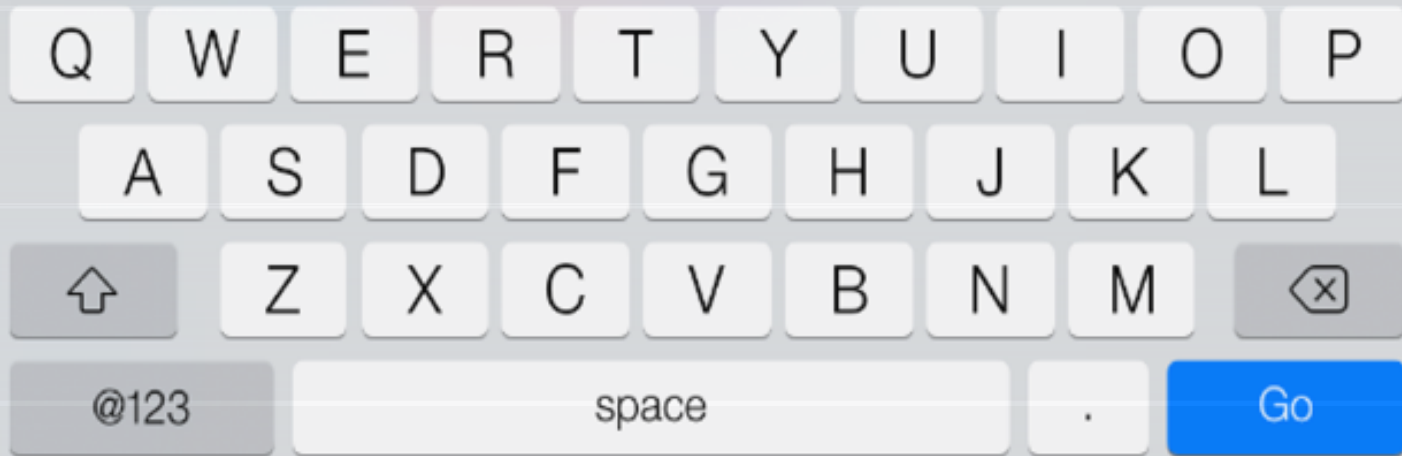 Q W E R T Y U I O P
A S D F G H J K L
Z X C V B N M
@123 space . Go